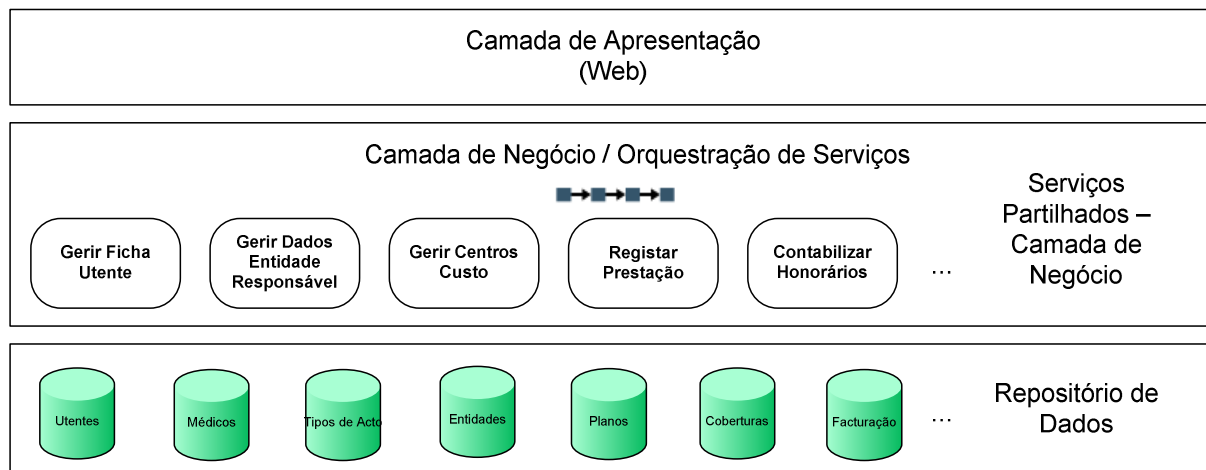 Camada de Apresentação
(Web)
Camada de Negócio / Orquestração de Serviços
Serviços
Partilhados –
Camada de
Negócio
Gerir Ficha
Utente
Gerir Dados
Entidade
Responsável
Gerir Centros
Custo
Registar
Prestação
Contabilizar
Honorários
...
Utentes
Médicos
Tipos de Acto
Entidades
Planos
Coberturas
Facturação
...
Repositório de
Dados